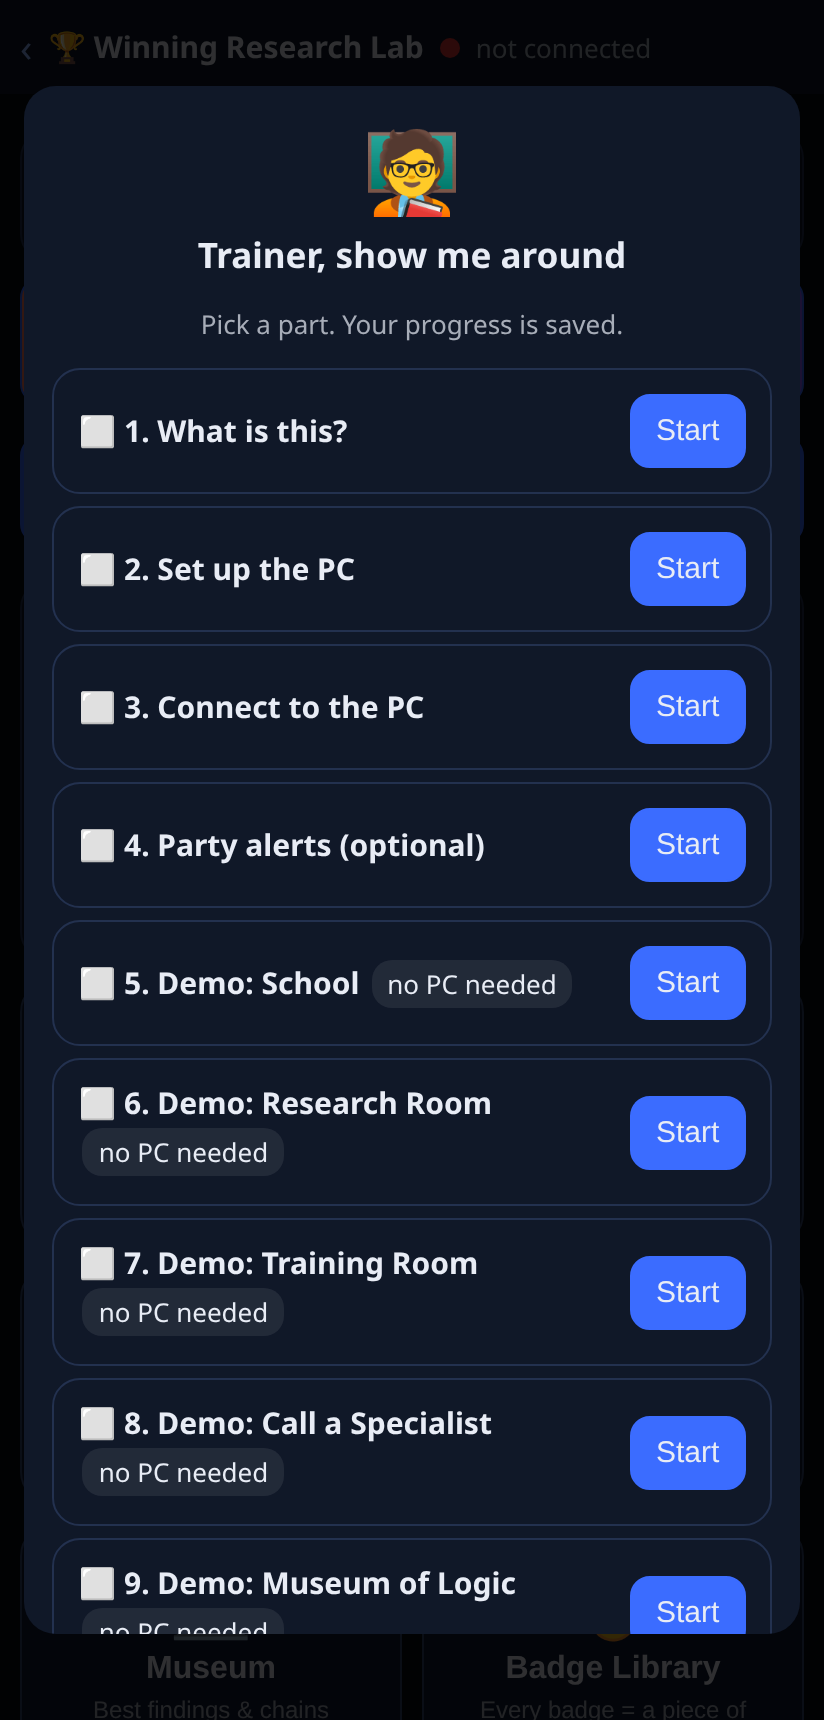 Winning Research Lab not connected
Trainer, show me around
Pick a part. Your progress is saved.
1. What is this? Start
2. Set up the PC Start
3. Connect to the PC Start
4. Party alerts (optional) Start
5. Demo: School no PC needed Start
6. Demo: Research Room
no PC needed
Start
7. Demo: Training Room
no PC needed
Start
8. Demo: Call a Specialist
no PC needed
Start
9. Demo: Museum of Logic
no PC needed
Start
Museum
Best findings & chains
Badge Library
Every badge = a piece of